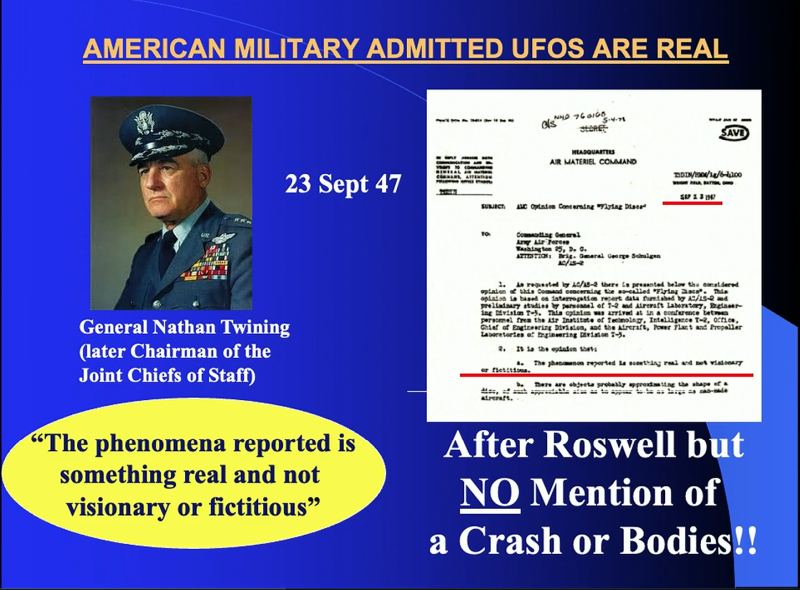 AMERICAN MILITARY ADMITTED UFOS ARE REAL
23 Sept 47
General Nathan Twining
(later Chairman of the
Joint Chiefs of Staff)
“The phenomena reported is
something real and not
visionary or fictitious”
SECRET
SAVE
HEADQUARTERS
AIR MATERIEL COMMAND
WRIGHT FIELD, DAYTON, OHIO
SEP 23 1947
SUBJECT: AMC Opinion Concerning "Flying Discs"
TO: Commanding General
Army Air Forces
Washington 25, D. C.
ATTENTION: Brig. General George Schulgen
AC/AS-2
1. As requested by AC/AS-2 there is presented below the considered
opinion of this Command concerning the so-called "Flying Discs". This
opinion is based on interrogation report data furnished by AC/AS-2 and
preliminary studies by personnel of T-2 and Aircraft Laboratory, Engineer-
ing Division T-3. This opinion was arrived at in a conference between
personnel from the Air Institute of Technology, Intelligence T-2, Office,
Chief of Engineering Division, and the Aircraft, Power Plant and Propeller
Laboratories of Engineering Division T-3.
2. It is the opinion that:
a. The phenomenon reported is something real and not visionary
or fictitious.
b. There are objects probably approximating the shape of a
disc, of such appreciable size as to appear to be as large as man-made
aircraft.
After Roswell but
NO Mention of
a Crash or Bodies!!